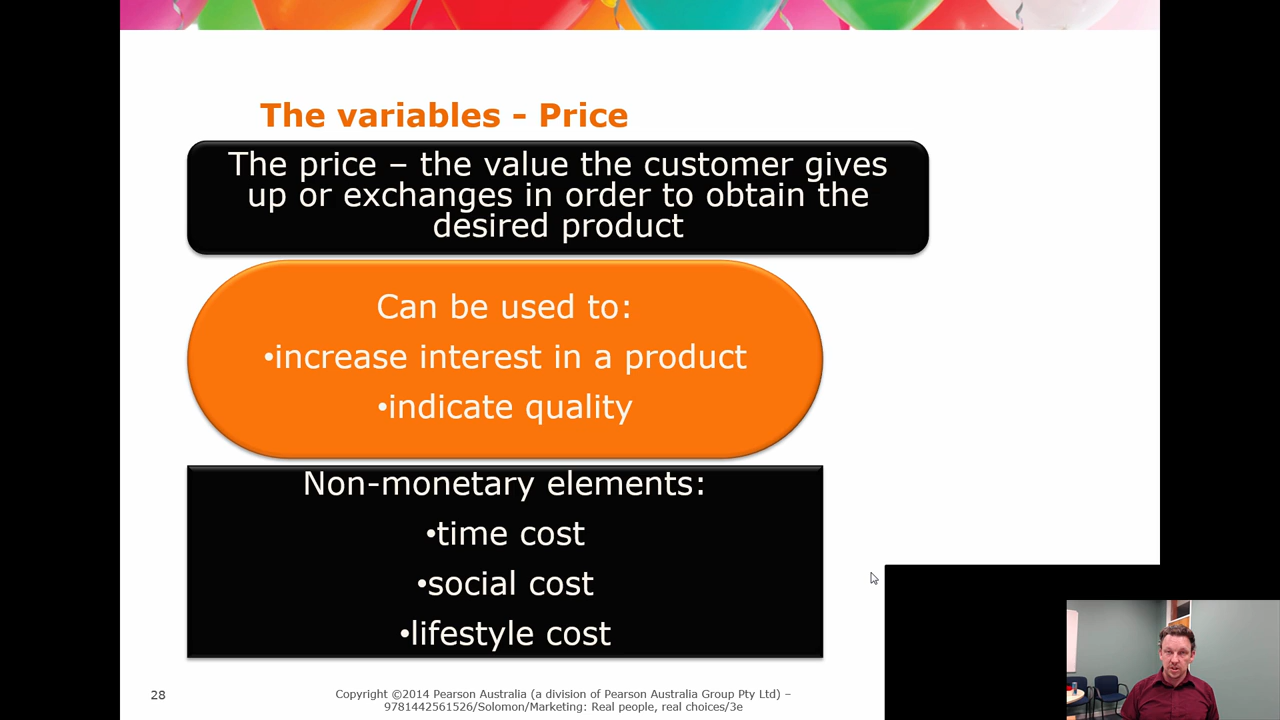 The variables - Price
The price – the value the customer gives
up or exchanges in order to obtain the
desired product
Can be used to:
•increase interest in a product
•indicate quality
Non-monetary elements:
•time cost
•social cost
•lifestyle cost
28
Copyright ©2014 Pearson Australia (a division of Pearson Australia Group Pty Ltd) –
9781442561526/Solomon/Marketing: Real people, real choices/3e